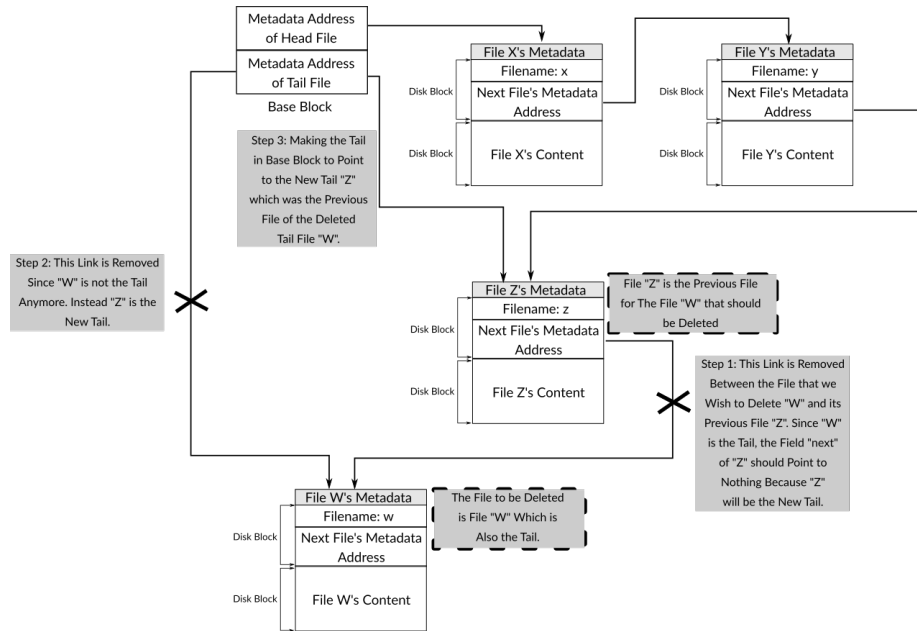 Metadata Address
of Head File
Metadata Address
of Tail File
Base Block
File X's Metadata
Filename: x
Next File's Metadata
Address
File X's Content
Disk Block
Disk Block
File Y's Metadata
Filename: y
Next File's Metadata
Address
File Y's Content
Disk Block
Disk Block
Step 3: Making the Tail
in Base Block to Point
to the New Tail "Z"
which was the Previous
File of the Deleted
Tail File "W".
Step 2: This Link is Removed
Since "W" is not the Tail
Anymore. Instead "Z" is the
New Tail.
File Z's Metadata
Filename: z
Next File's Metadata
Address
File Z's Content
Disk Block
Disk Block
File "Z" is the Previous File
for The File "W" that should
be Deleted
Step 1: This Link is Removed
Between the File that we
Wish to Delete "W" and its
Previous File "Z". Since "W"
is the Tail, the Field "next"
of "Z" should Point to
Nothing Because "Z"
will be the New Tail.
File W's Metadata
Filename: w
Next File's Metadata
Address
File W's Content
Disk Block
Disk Block
The File to be Deleted
is File "W" Which is
Also the Tail.